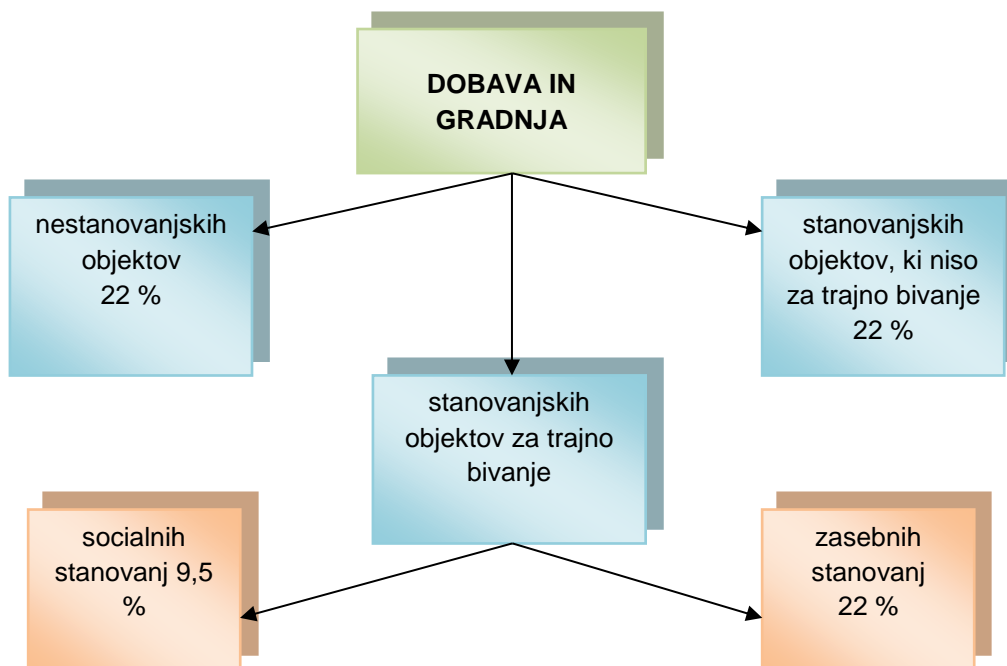 DOBAVA IN
GRADNJA
nestanovanjskih
objektov
22 %
stanovanjskih
objektov, ki niso
za trajno bivanje
22 %
stanovanjskih
objektov za trajno
bivanje
socialnih
stanovanj 9,5
%
zasebnih
stanovanj
22 %